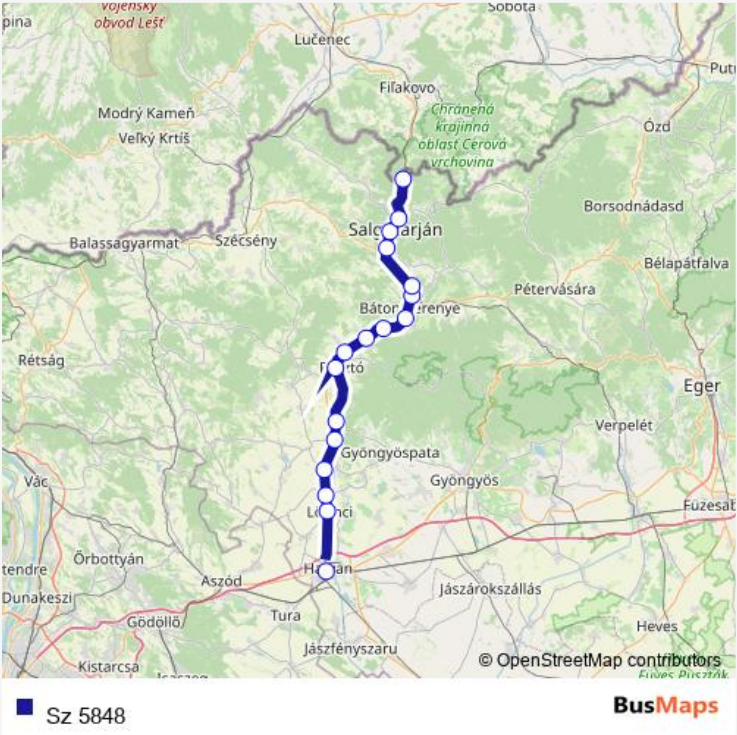 pina
Vojenský
obvod Lešť
Sobota
Lučenec
Putn
Fiľakovo
Chránená
krajinná
oblasť Cerová
vrchovina
Modrý Kameň
Veľký Krtíš
Ózd
Borsodnádasd
Balassagyarmat
Szécsény
Bélapátfalva
Pétervására
Rétság
Eger
Verpelét
Gyöngyöspata
Vác
Gyöngyös
Füzesab
Örbottyán
tendre
Aszód
Jászárokszállás
Dunakeszi
Tura
Gödöllő
Heves
Jászfényszaru
Kistarcsa
© OpenStreetMap contributors
Sz 5848
BusMaps